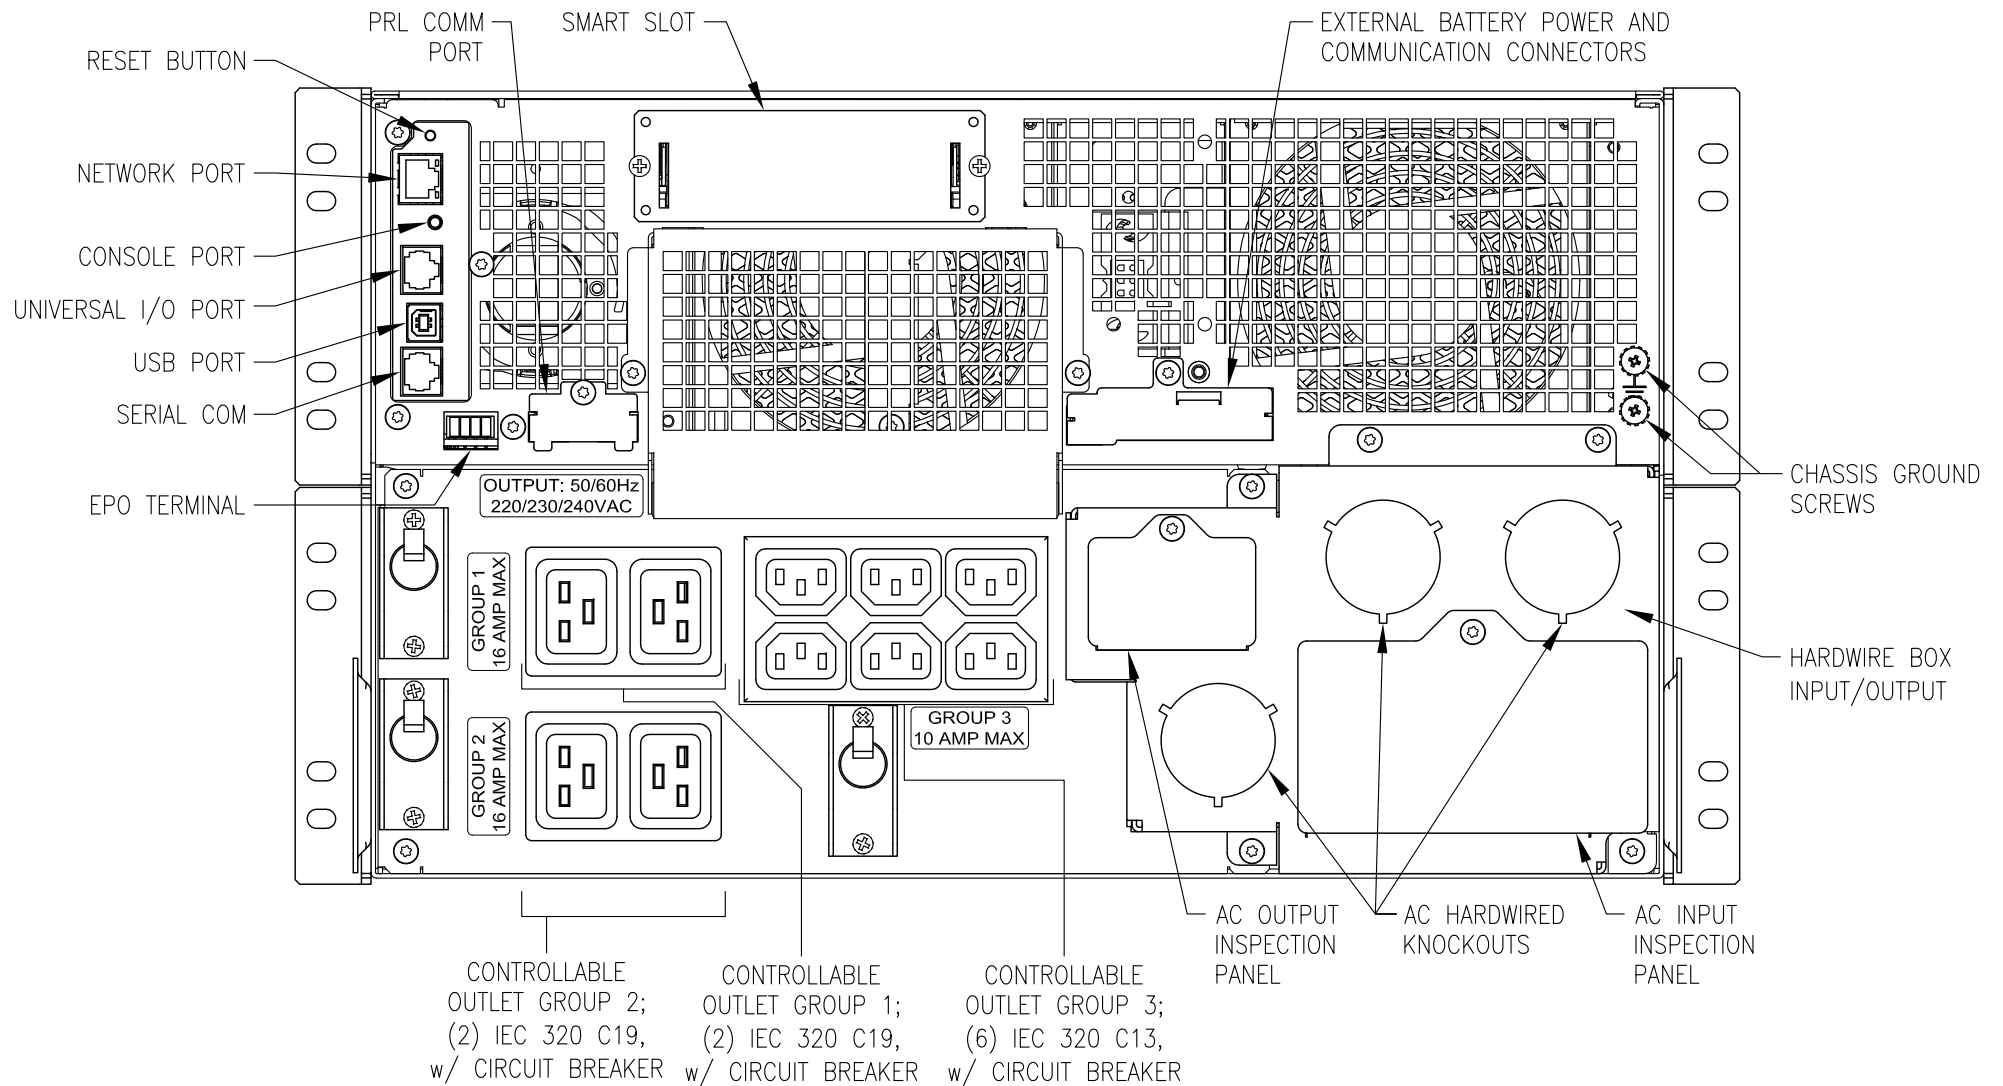 PRL COMM
PORT
SMART SLOT
EXTERNAL BATTERY POWER AND
COMMUNICATION CONNECTORS
RESET BUTTON
NETWORK PORT
CONSOLE PORT
UNIVERSAL I/O PORT
USB PORT
SERIAL COM
EPO TERMINAL
OUTPUT: 50/60Hz
220/230/240VAC
CHASSIS GROUND
SCREWS
GROUP 1
16 AMP MAX
HARDWIRE BOX
INPUT/OUTPUT
GROUP 2
16 AMP MAX
GROUP 3
10 AMP MAX
AC OUTPUT
INSPECTION
PANEL
AC HARDWIRED
KNOCKOUTS
AC INPUT
INSPECTION
PANEL
CONTROLLABLE
OUTLET GROUP 2;
(2) IEC 320 C19,
w/ CIRCUIT BREAKER
CONTROLLABLE
OUTLET GROUP 1;
(2) IEC 320 C19,
w/ CIRCUIT BREAKER
CONTROLLABLE
OUTLET GROUP 3;
(6) IEC 320 C13,
w/ CIRCUIT BREAKER